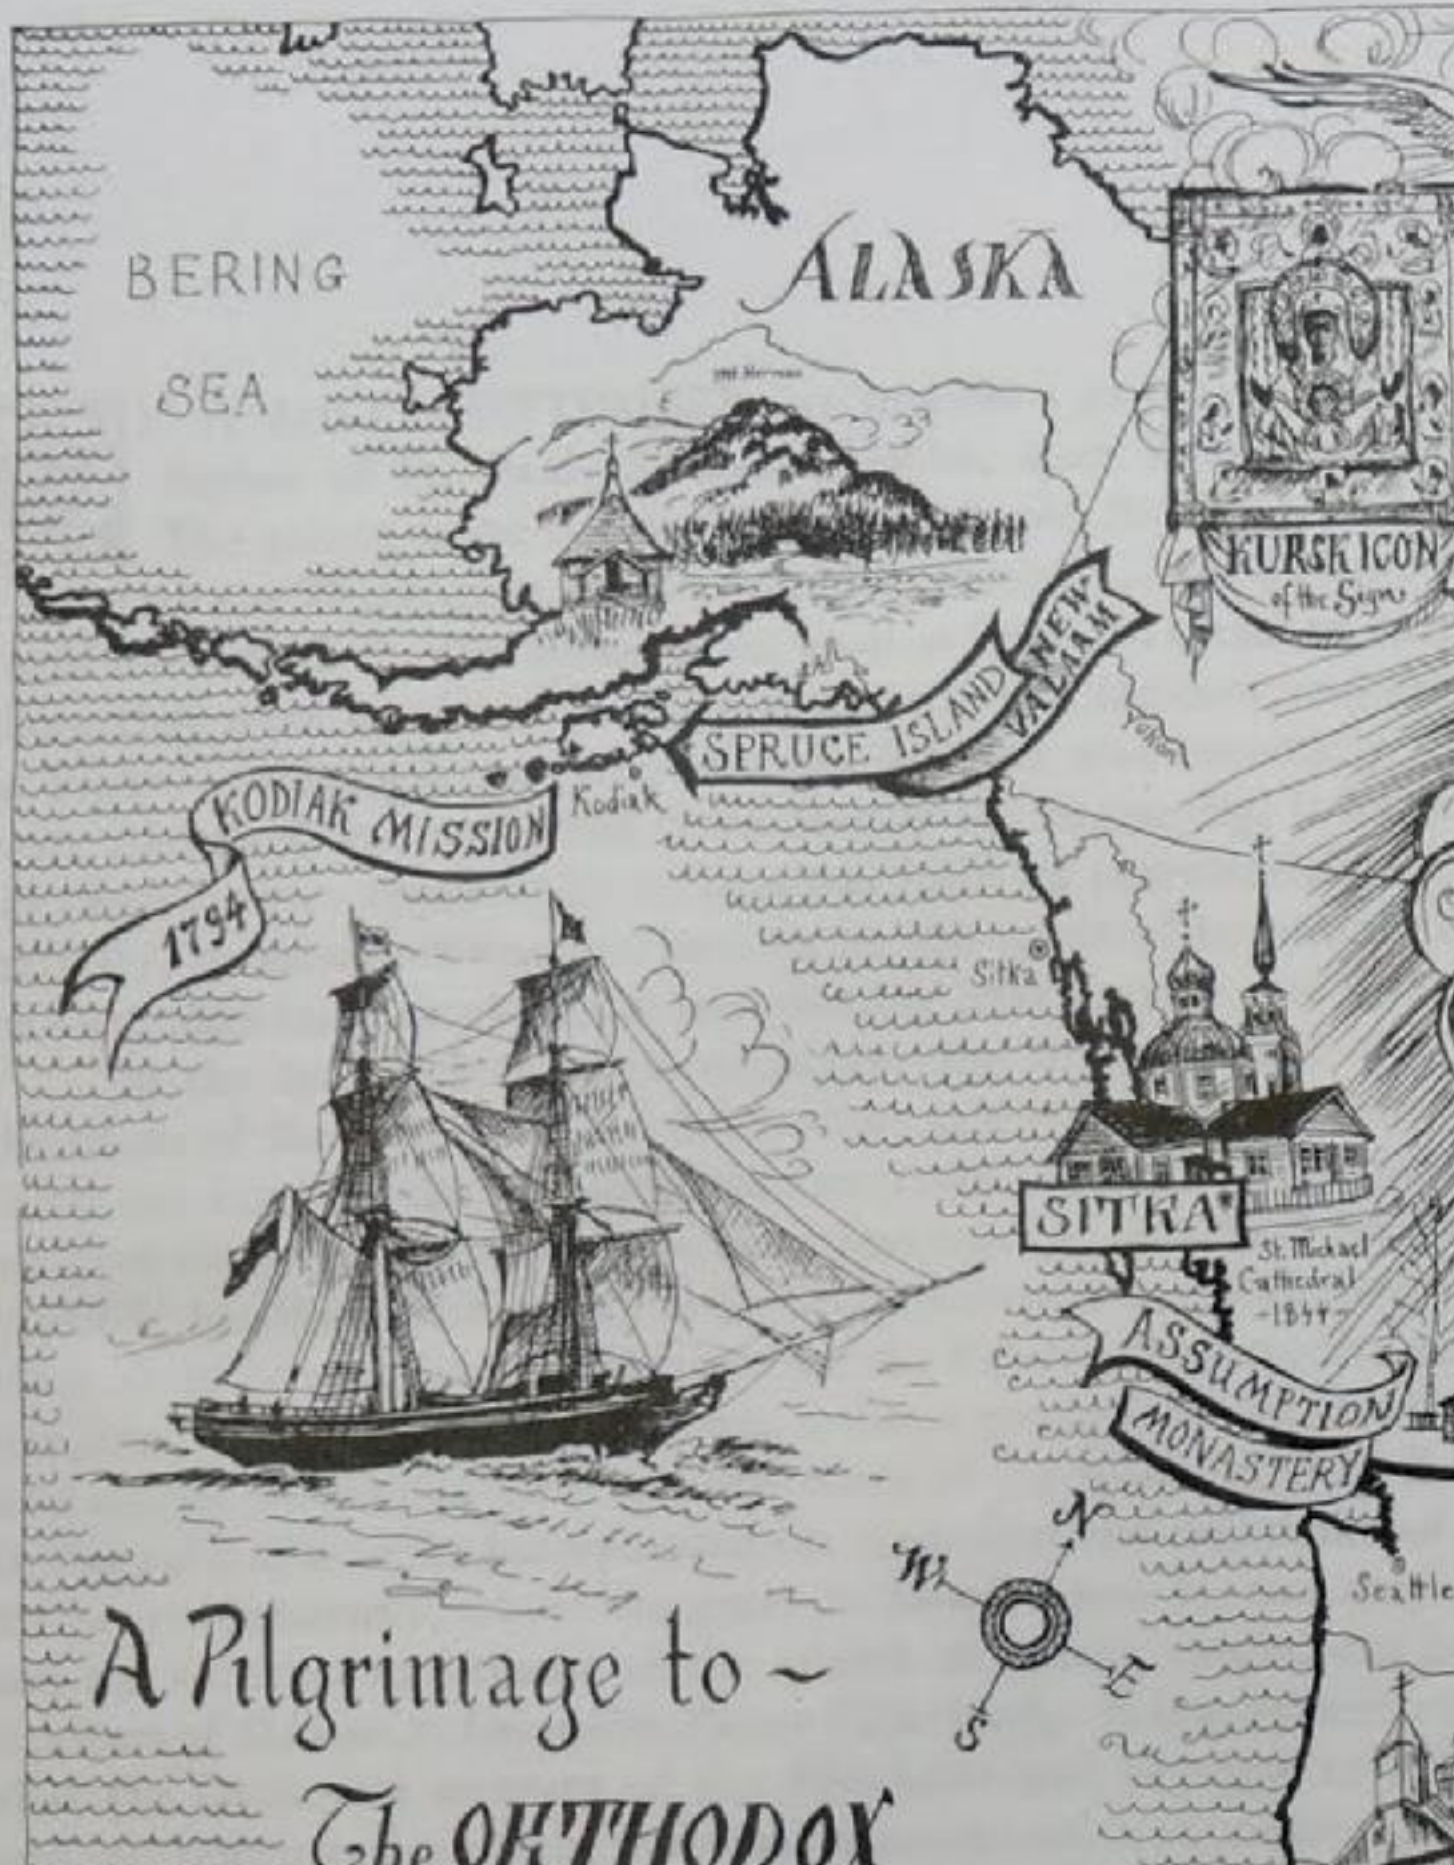 BERING
SEA
ALASKA
KURSK ICON
of the Sign
NEW
VALAAM
SPRUCE ISLAND
Yukon
Kodiak
KODIAK MISSION
1794
Sitka
SITKA
St. Michael
Cathedral
-1844-
ASSUMPTION
MONASTERY
N
W
E
S
Seattle
A Pilgrimage to ~
The ORTHODOX